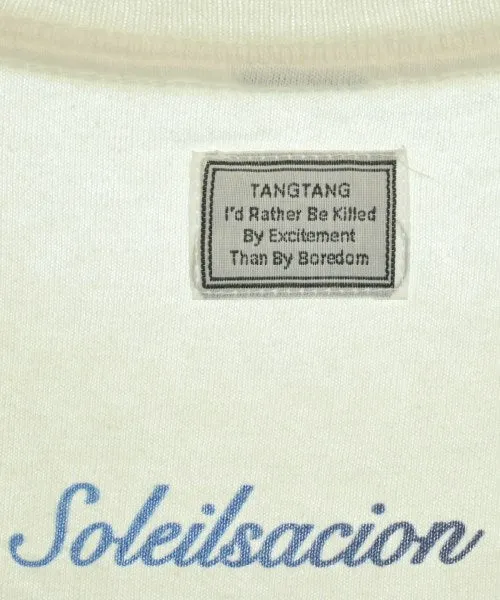 TANGTANG
I'd Rather Be Killed
By Excitement
Than By Boredom
Soleilsacion